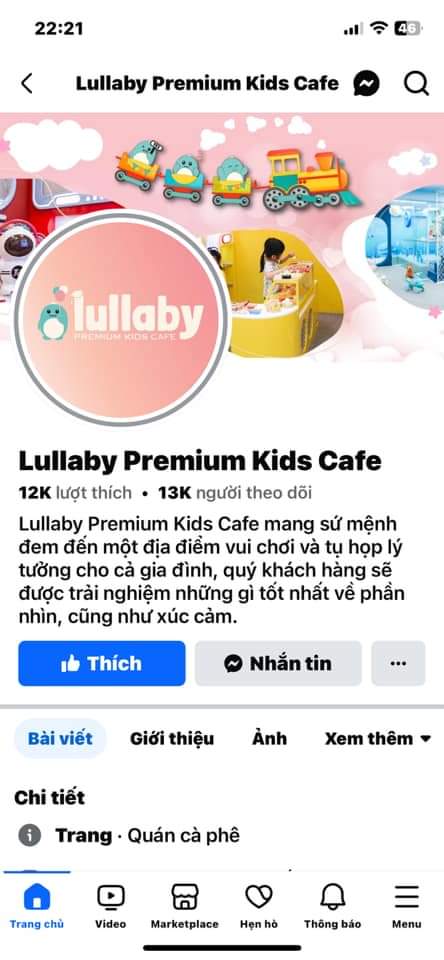 22:21
46
Lullaby Premium Kids Cafe
lullaby
PREMIUM KIDS CAFE
Lullaby Premium Kids Cafe
12K lượt thích • 13K người theo dõi
Lullaby Premium Kids Cafe mang sứ mệnh
đem đến một địa điểm vui chơi và tụ họp lý
tưởng cho cả gia đình, quý khách hàng sẽ
được trải nghiệm những gì tốt nhất về phần
nhìn, cũng như xúc cảm.
Thích
Nhắn tin
Bài viết
Giới thiệu
Ảnh
Xem thêm
Chi tiết
Trang · Quán cà phê
Trang chủ
Video
Marketplace
Hẹn hò
Thông báo
Menu